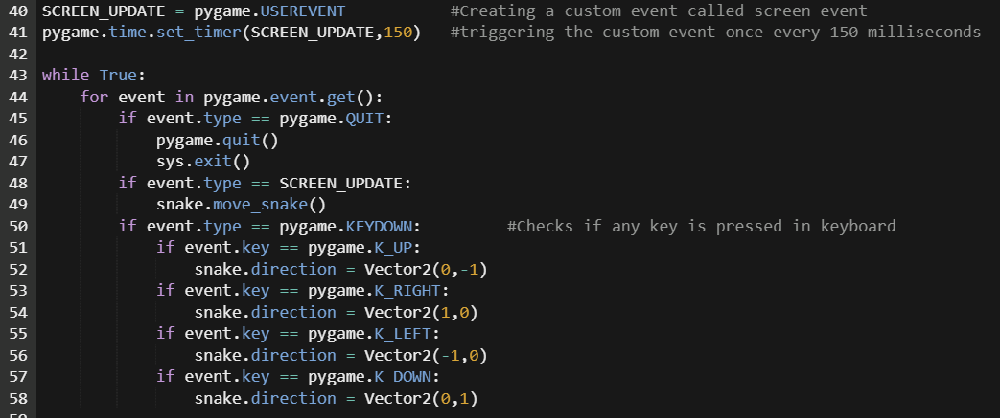 40 SCREEN_UPDATE = pygame.USEREVENT           #Creating a custom event called screen event
41 pygame.time.set_timer(SCREEN_UPDATE,150)   #triggering the custom event once every 150 milliseconds
42
43 while True:
44     for event in pygame.event.get():
45         if event.type == pygame.QUIT:
46             pygame.quit()
47             sys.exit()
48         if event.type == SCREEN_UPDATE:
49             snake.move_snake()
50         if event.type == pygame.KEYDOWN:         #Checks if any key is pressed in keyboard
51             if event.key == pygame.K_UP:
52                 snake.direction = Vector2(0,-1)
53             if event.key == pygame.K_RIGHT:
54                 snake.direction = Vector2(1,0)
55             if event.key == pygame.K_LEFT:
56                 snake.direction = Vector2(-1,0)
57             if event.key == pygame.K_DOWN:
58                 snake.direction = Vector2(0,1)